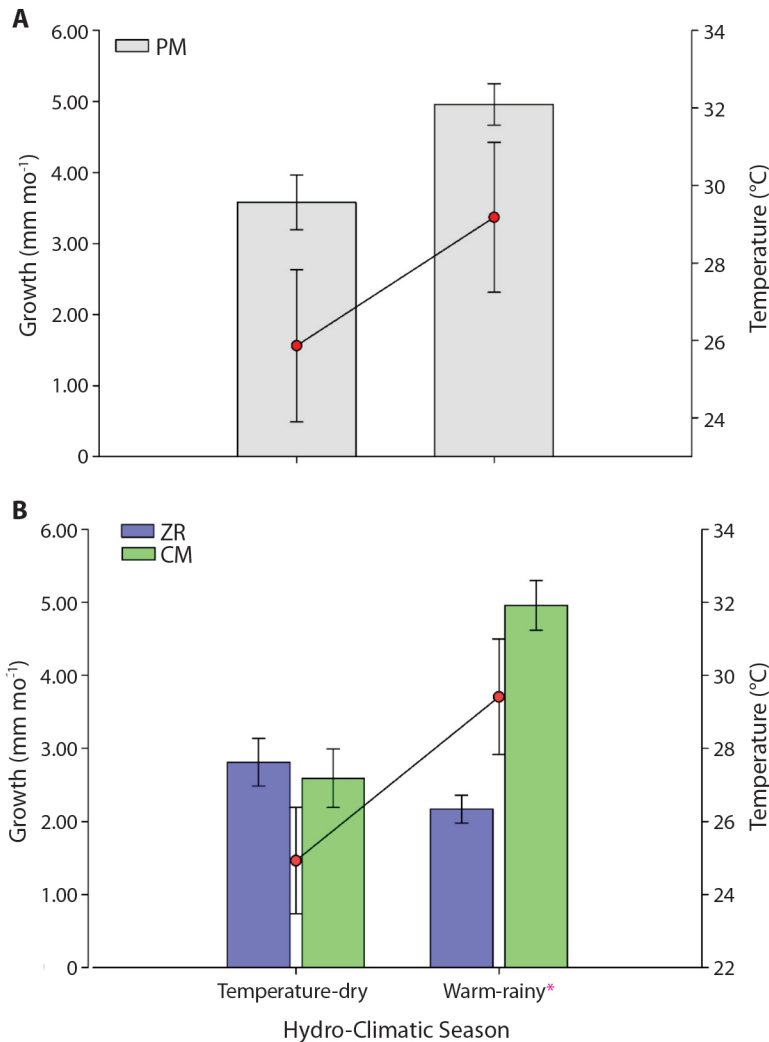 A
PM
6.00
5.00
4.00
3.00
2.00
1.00
0
Growth (mm mo⁻¹)
34
32
30
28
26
24
Temperature (°C)
B
ZR
CM
6.00
5.00
4.00
3.00
2.00
1.00
0
Growth (mm mo⁻¹)
34
32
30
28
26
24
22
Temperature (°C)
Temperature-dry Warm-rainy*
Hydro-Climatic Season